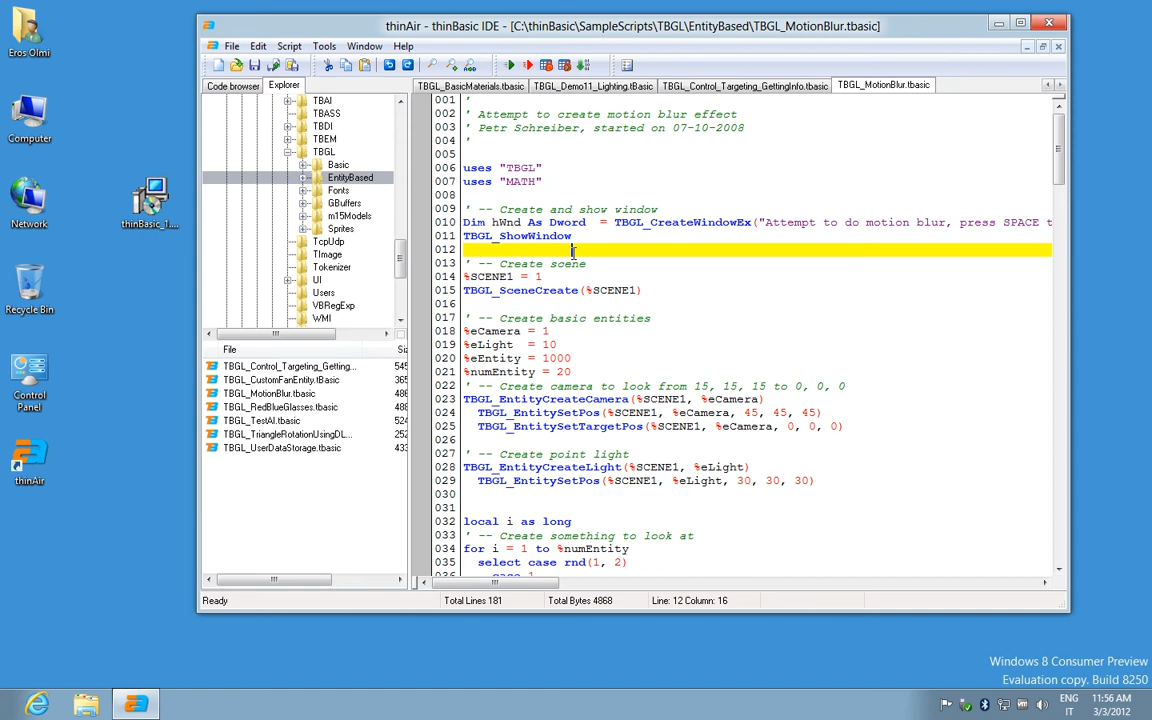 Eros Olmi
Computer
Network
thinBasic_1....
Recycle Bin
Control
Panel
thinAir
thinAir - thinBasic IDE - [C:\thinBasic\SampleScripts\TBGL\EntityBased\TBGL_MotionBlur.tbasic]
File Edit Script Tools Window Help
Code browser Explorer
TBGL_BasicMaterials.tbasic TBGL_Demo11_Lighting.tBasic TBGL_Control_Targeting_GettingInfo.tbasic TBGL_MotionBlur.tbasic
TBAI
TBASS
TBDI
TBEM
TBGL
Basic
EntityBased
Fonts
GBuffers
m15Models
Sprites
TcpUdp
TImage
Tokenizer
UI
Users
VBRegExp
WMI
File Siz
TBGL_Control_Targeting_Getting... 545
TBGL_CustomFanEntity.tBasic 365
TBGL_MotionBlur.tbasic 486
TBGL_RedBlueGlasses.tbasic 488
TBGL_TestAI.tbasic 524
TBGL_TriangleRotationUsingDL... 252
TBGL_UserDataStorage.tbasic 433
001 '
002 ' Attempt to create motion blur effect
003 ' Petr Schreiber, started on 07-10-2008
004 '
005
006 uses "TBGL"
007 uses "MATH"
008
009 ' -- Create and show window
010 Dim hWnd As Dword = TBGL_CreateWindowEx("Attempt to do motion blur, press SPACE t
011 TBGL_ShowWindow
012
013 ' -- Create scene
014 %SCENE1 = 1
015 TBGL_SceneCreate(%SCENE1)
016
017 ' -- Create basic entities
018 %eCamera = 1
019 %eLight = 10
020 %eEntity = 1000
021 %numEntity = 20
022 ' -- Create camera to look from 15, 15, 15 to 0, 0, 0
023 TBGL_EntityCreateCamera(%SCENE1, %eCamera)
024 TBGL_EntitySetPos(%SCENE1, %eCamera, 45, 45, 45)
025 TBGL_EntitySetTargetPos(%SCENE1, %eCamera, 0, 0, 0)
026
027 ' -- Create point light
028 TBGL_EntityCreateLight(%SCENE1, %eLight)
029 TBGL_EntitySetPos(%SCENE1, %eLight, 30, 30, 30)
030
031
032 local i as long
033 ' -- Create something to look at
034 for i = 1 to %numEntity
035 select case rnd(1, 2)
036 case 1
Ready Total Lines 181 Total Bytes 4868 Line: 12 Column: 16
Windows 8 Consumer Preview
Evaluation copy. Build 8250
ENG 11:56 AM
IT 3/3/2012